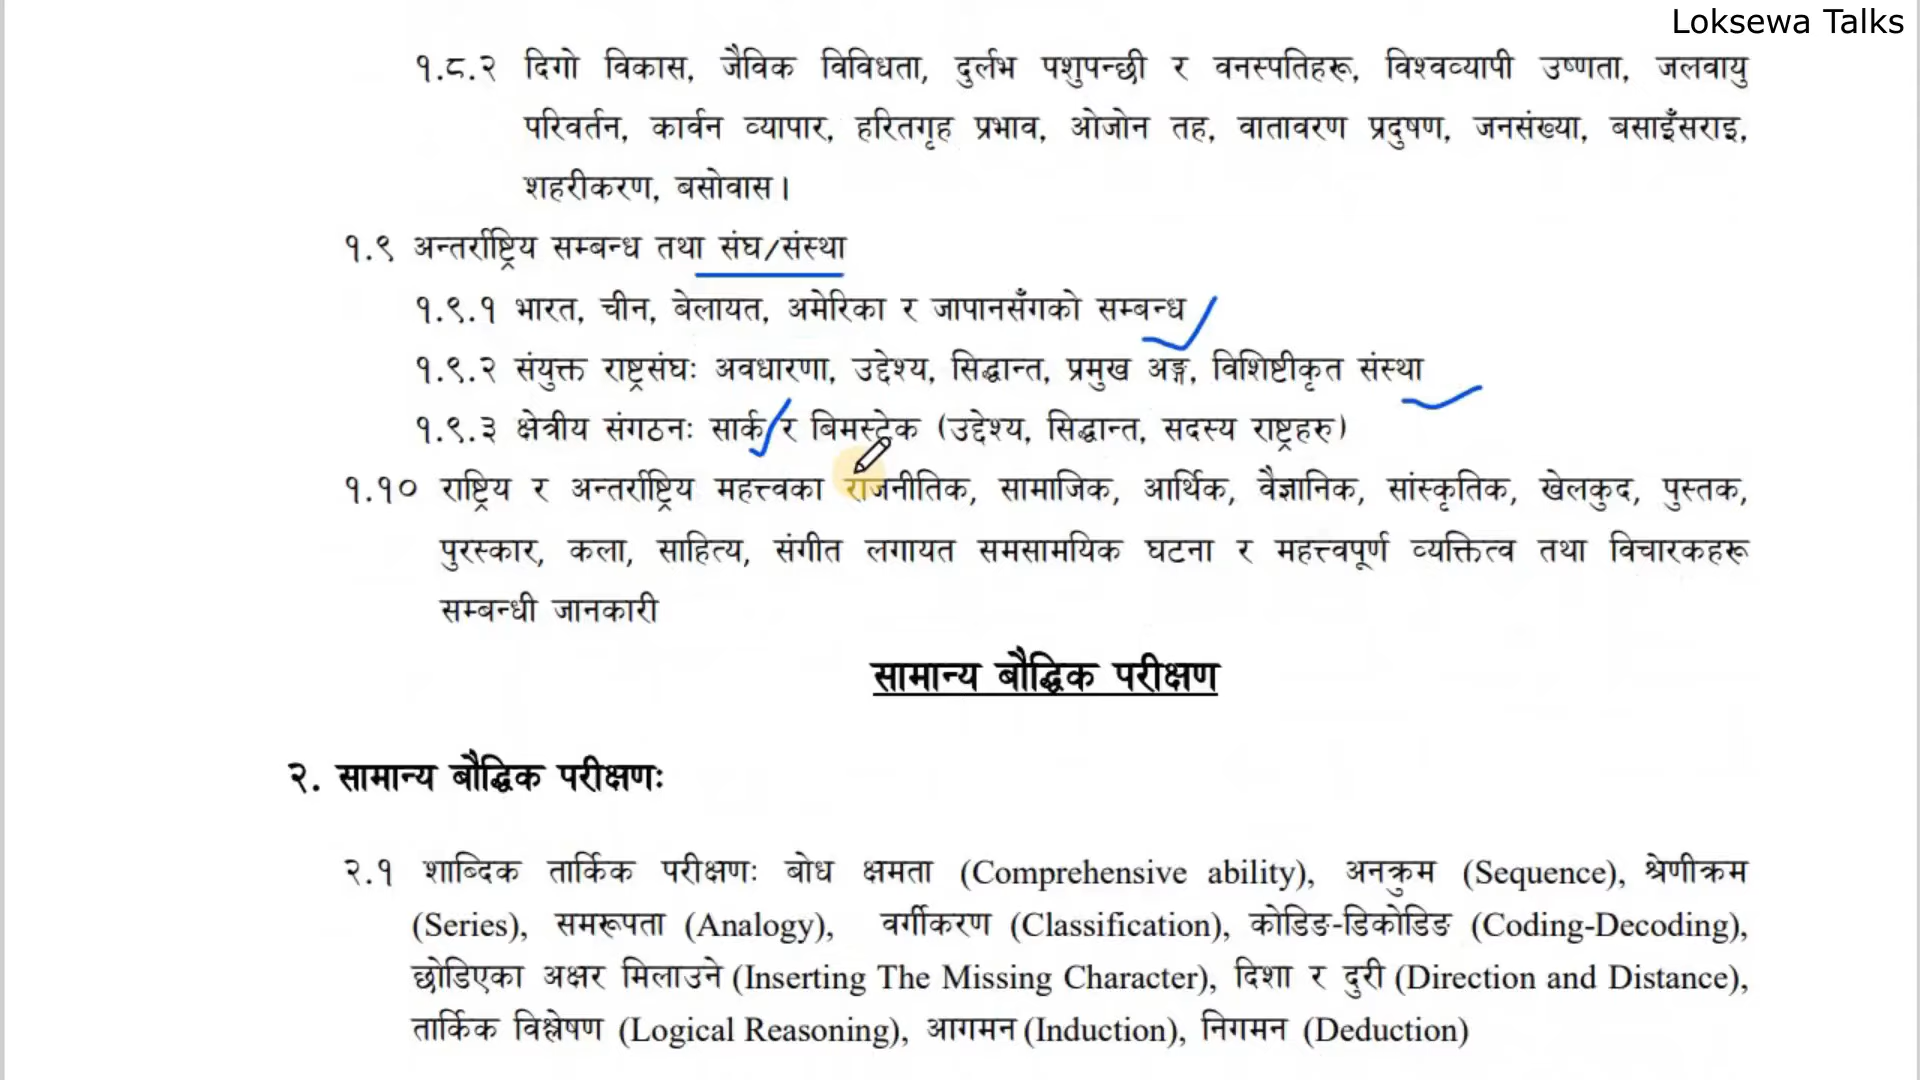 Loksewa Talks
१.८.२ दिगो विकास, जैविक विविधता, दुर्लभ पशुपन्छी र वनस्पतिहरू, विश्वव्यापी उष्णता, जलवायु
परिवर्तन, कार्वन व्यापार, हरितगृह प्रभाव, ओजोन तह, वातावरण प्रदुषण, जनसंख्या, बसाइँसराइ,
शहरीकरण, बसोवास।
१.९ अन्तर्राष्ट्रिय सम्बन्ध तथा संघ/संस्था
१.९.१ भारत, चीन, बेलायत, अमेरिका र जापानसँगको सम्बन्ध
१.९.२ संयुक्त राष्ट्रसंघः अवधारणा, उद्देश्य, सिद्धान्त, प्रमुख अङ्ग, विशिष्टीकृत संस्था
१.९.३ क्षेत्रीय संगठनः सार्क र बिमस्टेक (उद्देश्य, सिद्धान्त, सदस्य राष्ट्रहरु)
१.१० राष्ट्रिय र अन्तर्राष्ट्रिय महत्त्वका राजनीतिक, सामाजिक, आर्थिक, वैज्ञानिक, सांस्कृतिक, खेलकुद, पुस्तक,
पुरस्कार, कला, साहित्य, संगीत लगायत समसामयिक घटना र महत्त्वपूर्ण व्यक्तित्व तथा विचारकहरू
सम्बन्धी जानकारी
सामान्य बौद्धिक परीक्षण
२. सामान्य बौद्धिक परीक्षणः
२.१ शाब्दिक तार्किक परीक्षणः बोध क्षमता (Comprehensive ability), अनक्रुम (Sequence), श्रेणीक्रम
(Series), समरूपता (Analogy), वर्गीकरण (Classification), कोडिङ-डिकोडिङ (Coding-Decoding),
छोडिएका अक्षर मिलाउने (Inserting The Missing Character), दिशा र दुरी (Direction and Distance),
तार्किक विश्लेषण (Logical Reasoning), आगमन (Induction), निगमन (Deduction)